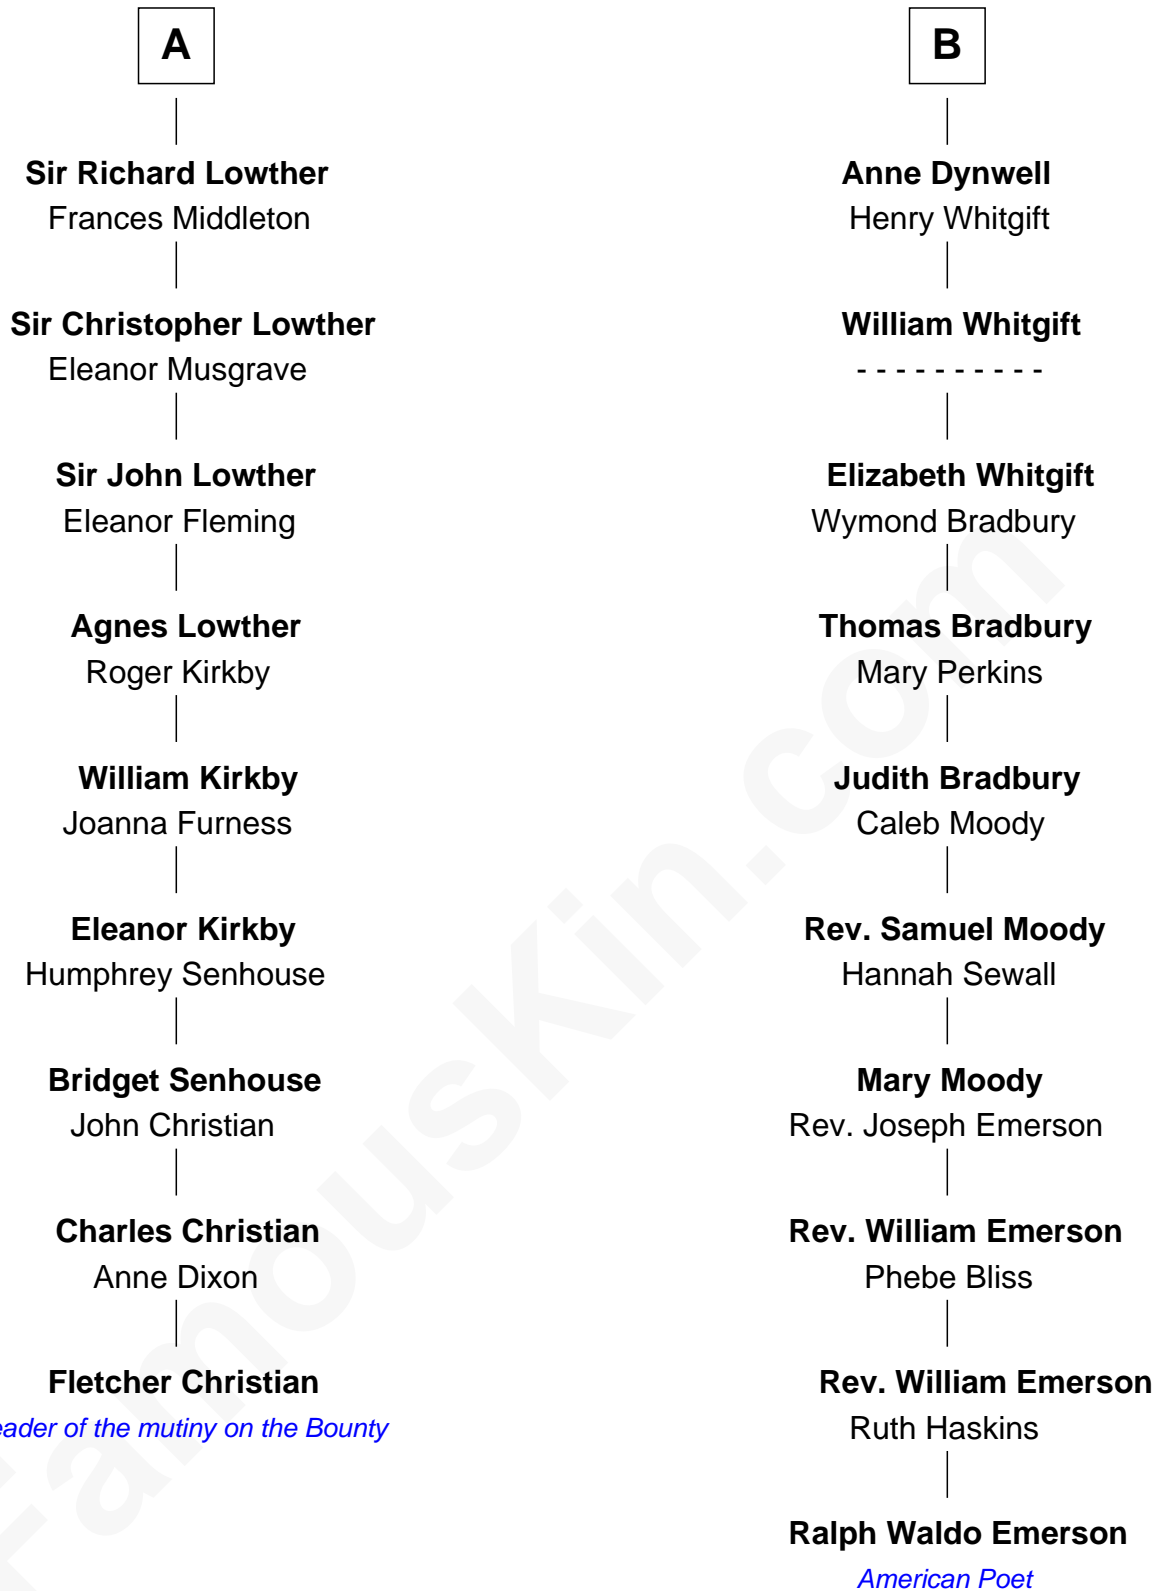 A
Sir Richard Lowther
Frances Middleton
Sir Christopher Lowther
Eleanor Musgrave
Sir John Lowther
Eleanor Fleming
Agnes Lowther
Roger Kirkby
William Kirkby
Joanna Furness
Eleanor Kirkby
Humphrey Senhouse
Bridget Senhouse
John Christian
Charles Christian
Anne Dixon
Fletcher Christian
eader of the mutiny on the Bounty
B
Anne Dynwell
Henry Whitgift
William Whitgift
- - - - - - - - - -
Elizabeth Whitgift
Wymond Bradbury
Thomas Bradbury
Mary Perkins
Judith Bradbury
Caleb Moody
Rev. Samuel Moody
Hannah Sewall
Mary Moody
Rev. Joseph Emerson
Rev. William Emerson
Phebe Bliss
Rev. William Emerson
Ruth Haskins
Ralph Waldo Emerson
American Poet
FamousKin.com